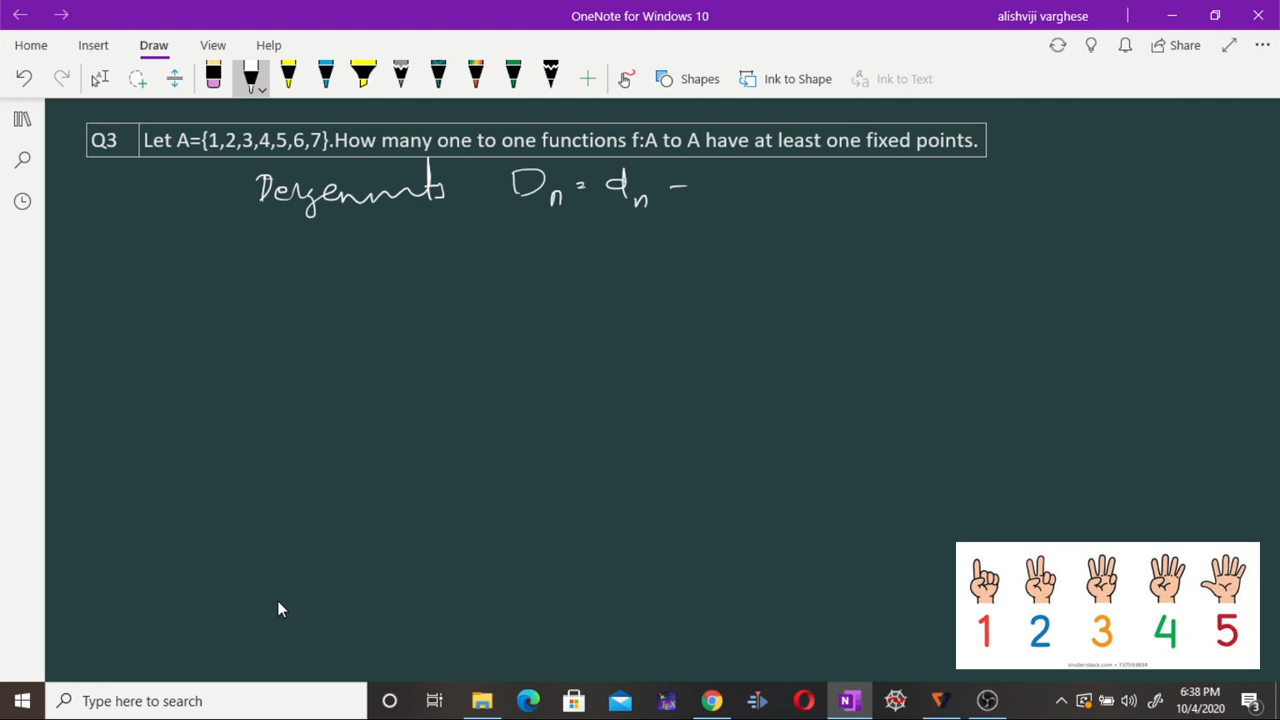 OneNote for Windows 10
alishviji varghese
Home Insert Draw View Help
Share
Shapes Ink to Shape Ink to Text
Q3 Let A={1,2,3,4,5,6,7}.How many one to one functions f:A to A have at least one fixed points.
Dn = dn -
1 2 3 4 5
Type here to search
6:38 PM
10/4/2020
3